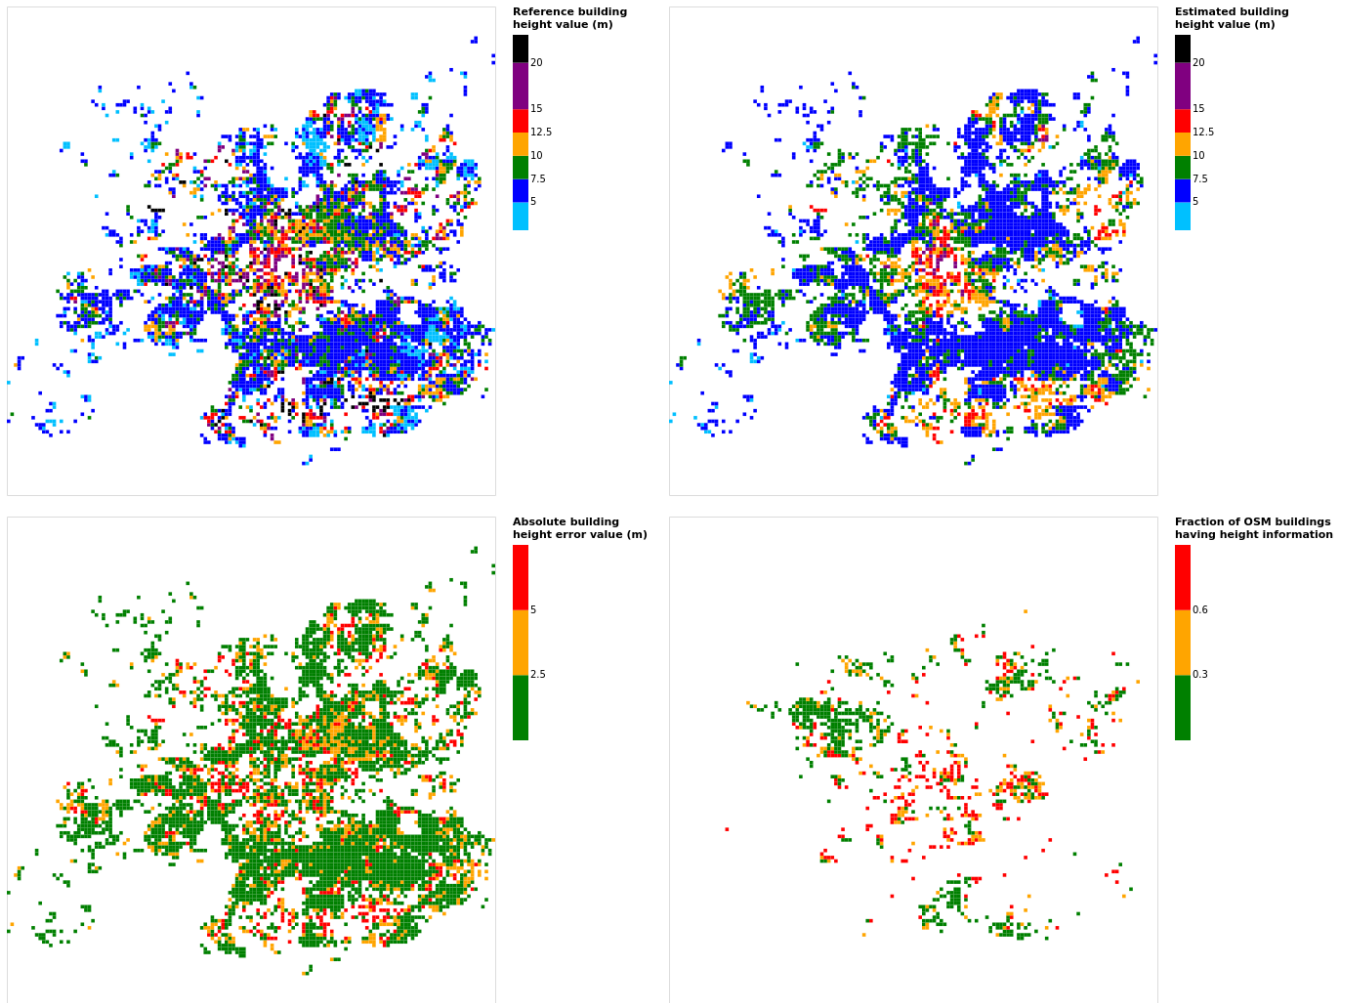 Reference building
height value (m)
20
15
12.5
10
7.5
5
Estimated building
height value (m)
20
15
12.5
10
7.5
5
Absolute building
height error value (m)
5
2.5
Fraction of OSM buildings
having height information
0.6
0.3